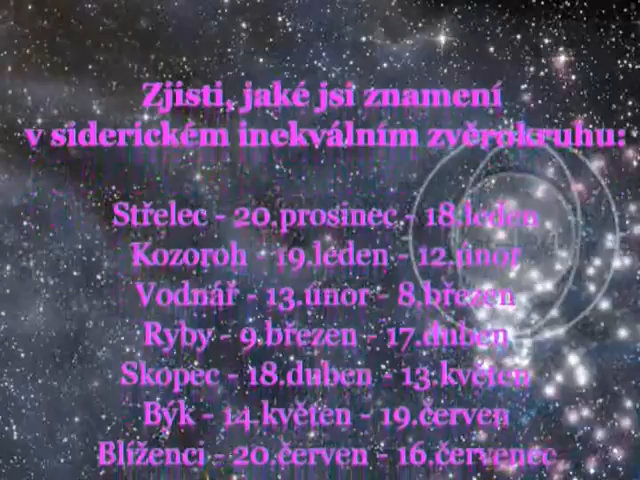 Zjisti, jaké jsi znamení
v siderickém inekválním zvěrokruhu:
Střelec - 20.prosinec - 18.leden
Kozoroh - 19.leden - 12.únor
Vodnář - 13.únor - 8.březen
Ryby - 9.březen - 17.duben
Skopec - 18.duben - 13.květen
Býk - 14.květen - 19.červen
Blíženci - 20.červen - 16.červenec